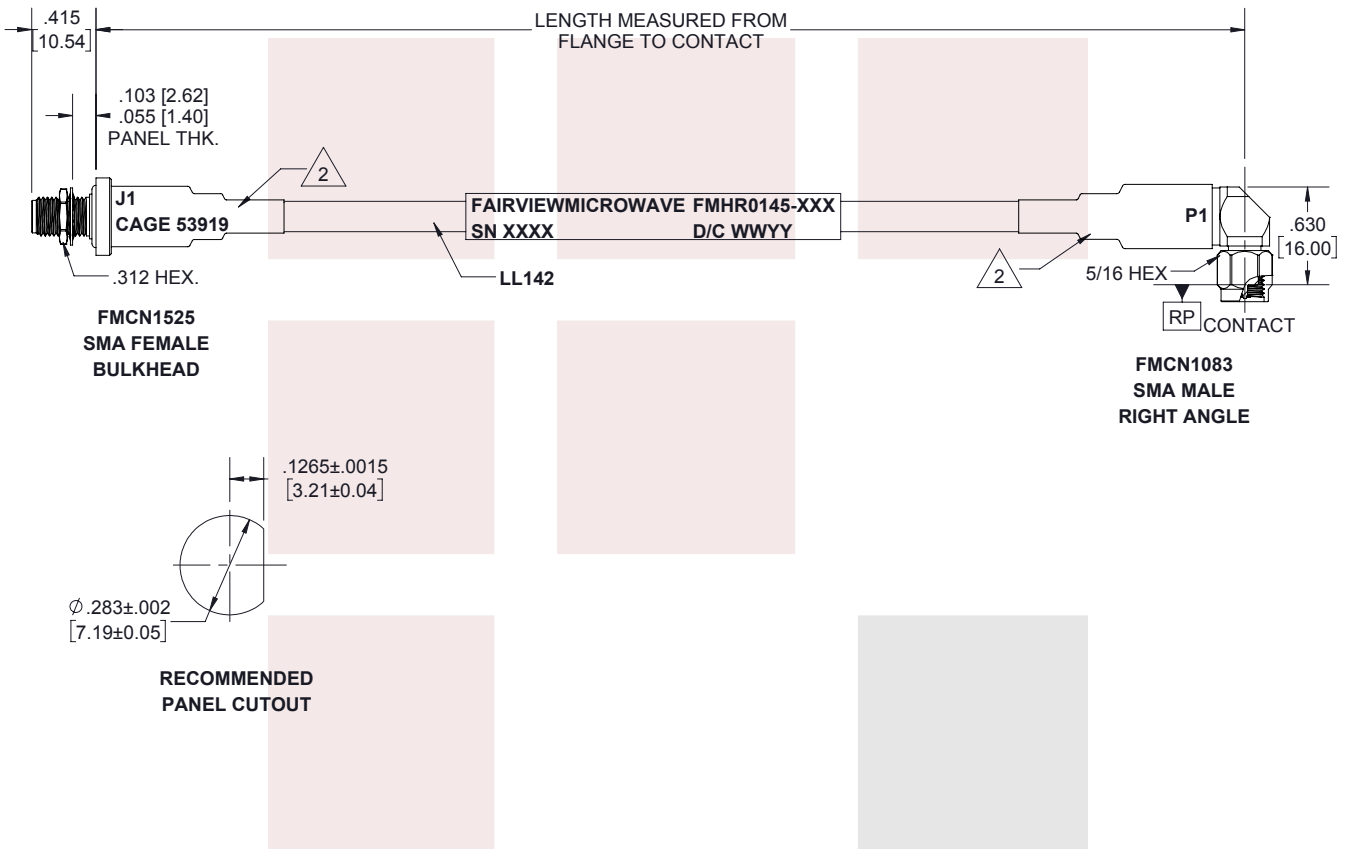 .415
[10.54]
LENGTH MEASURED FROM
FLANGE TO CONTACT
.103 [2.62]
.055 [1.40]
PANEL THK.
2
J1
CAGE 53919
FAIRVIEWMICROWAVE FMHR0145-XXX
SN XXXX D/C WWYY
P1
.630
[16.00]
.312 HEX.
LL142
2
5/16 HEX
RP
CONTACT
FMCN1525
SMA FEMALE
BULKHEAD
FMCN1083
SMA MALE
RIGHT ANGLE
.1265±.0015
[3.21±0.04]
∅.283±.002
[7.19±0.05]
RECOMMENDED
PANEL CUTOUT